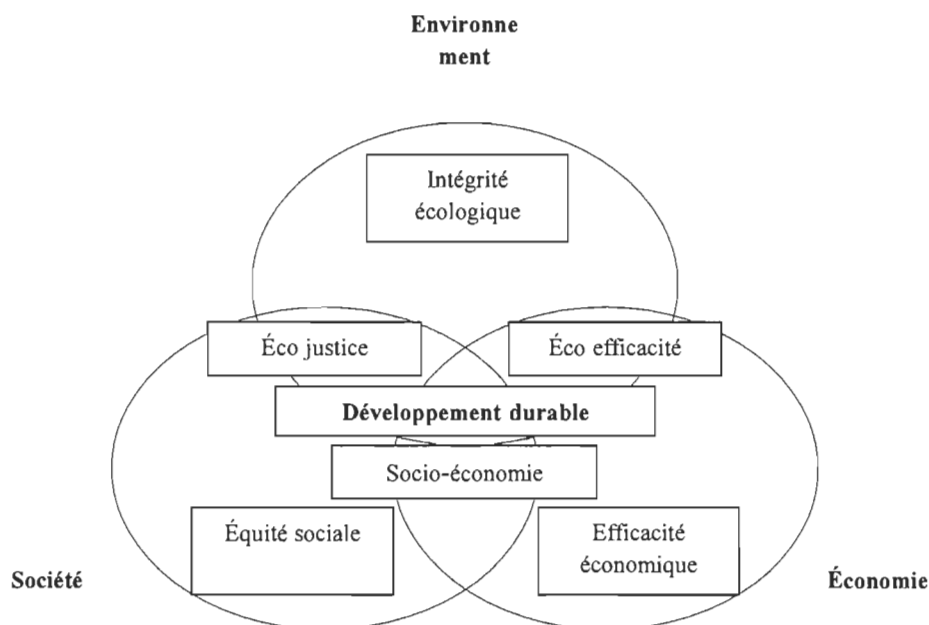 Environne
ment
Intégrité
écologique
Éco justice
Éco efficacité
Développement durable
Socio-économie
Équité sociale
Efficacité
économique
Société
Économie